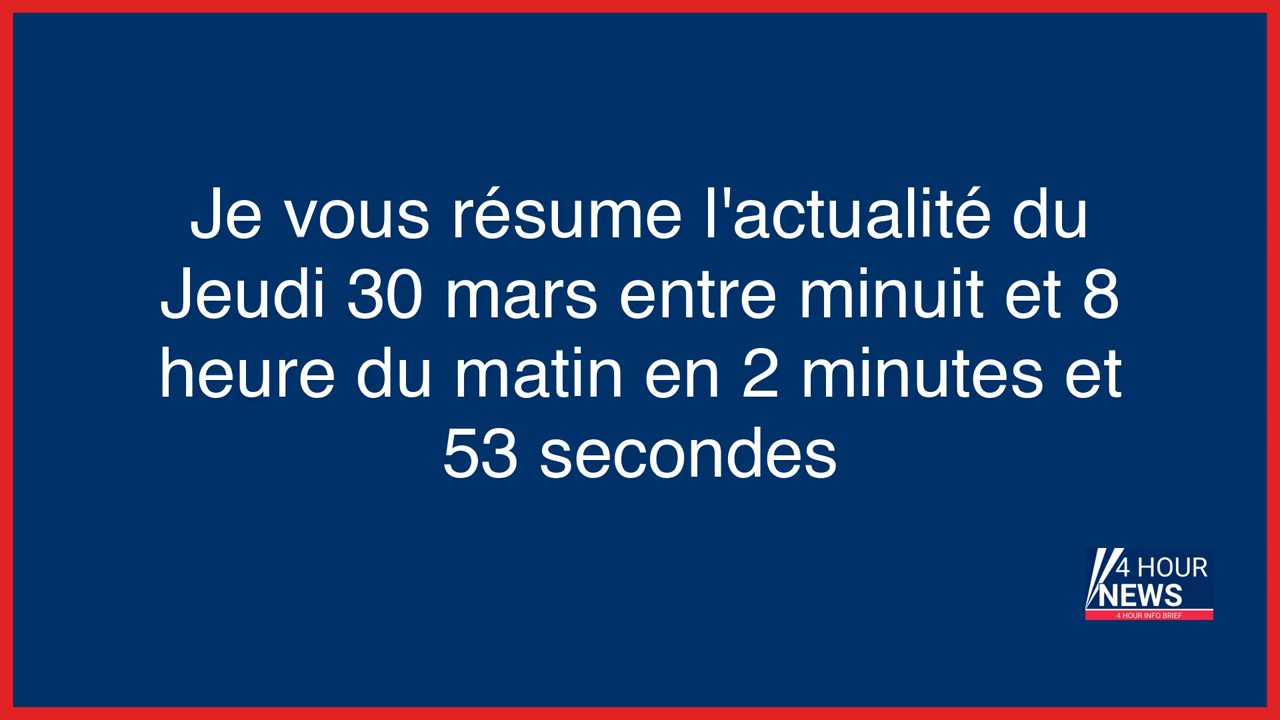 Je vous résume l'actualité du
Jeudi 30 mars entre minuit et 8
heure du matin en 2 minutes et
53 secondes
4 HOUR
NEWS
4 HOUR INFO BRIEF